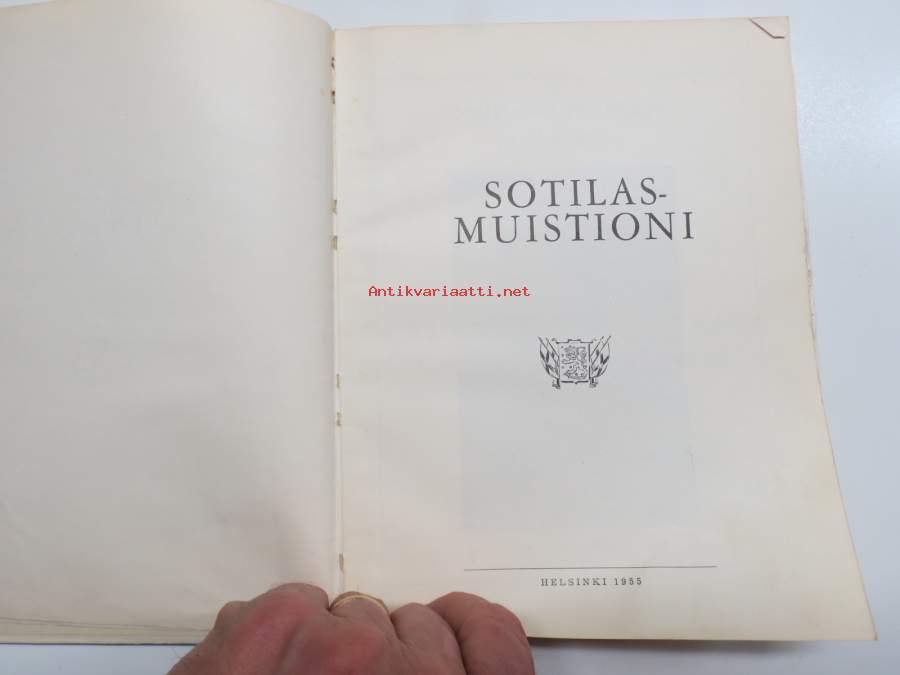 SOTILAS-
MUISTIONI
Antikvariaatti.net
HELSINKI 1955